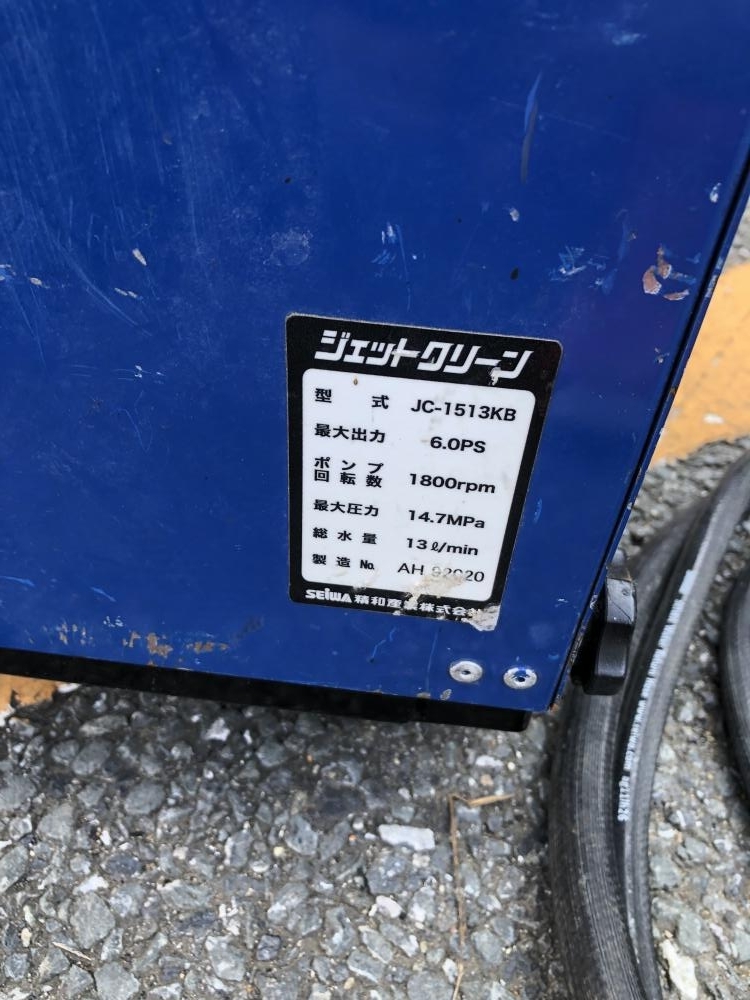 ジェットクリーン
型式 JC-1513KB
最大出力 6.0PS
ポンプ回転数 1800rpm
最大圧力 14.7MPa
総水量 13ℓ/min
製造No. AH
SEIWA 精和産業株式会社